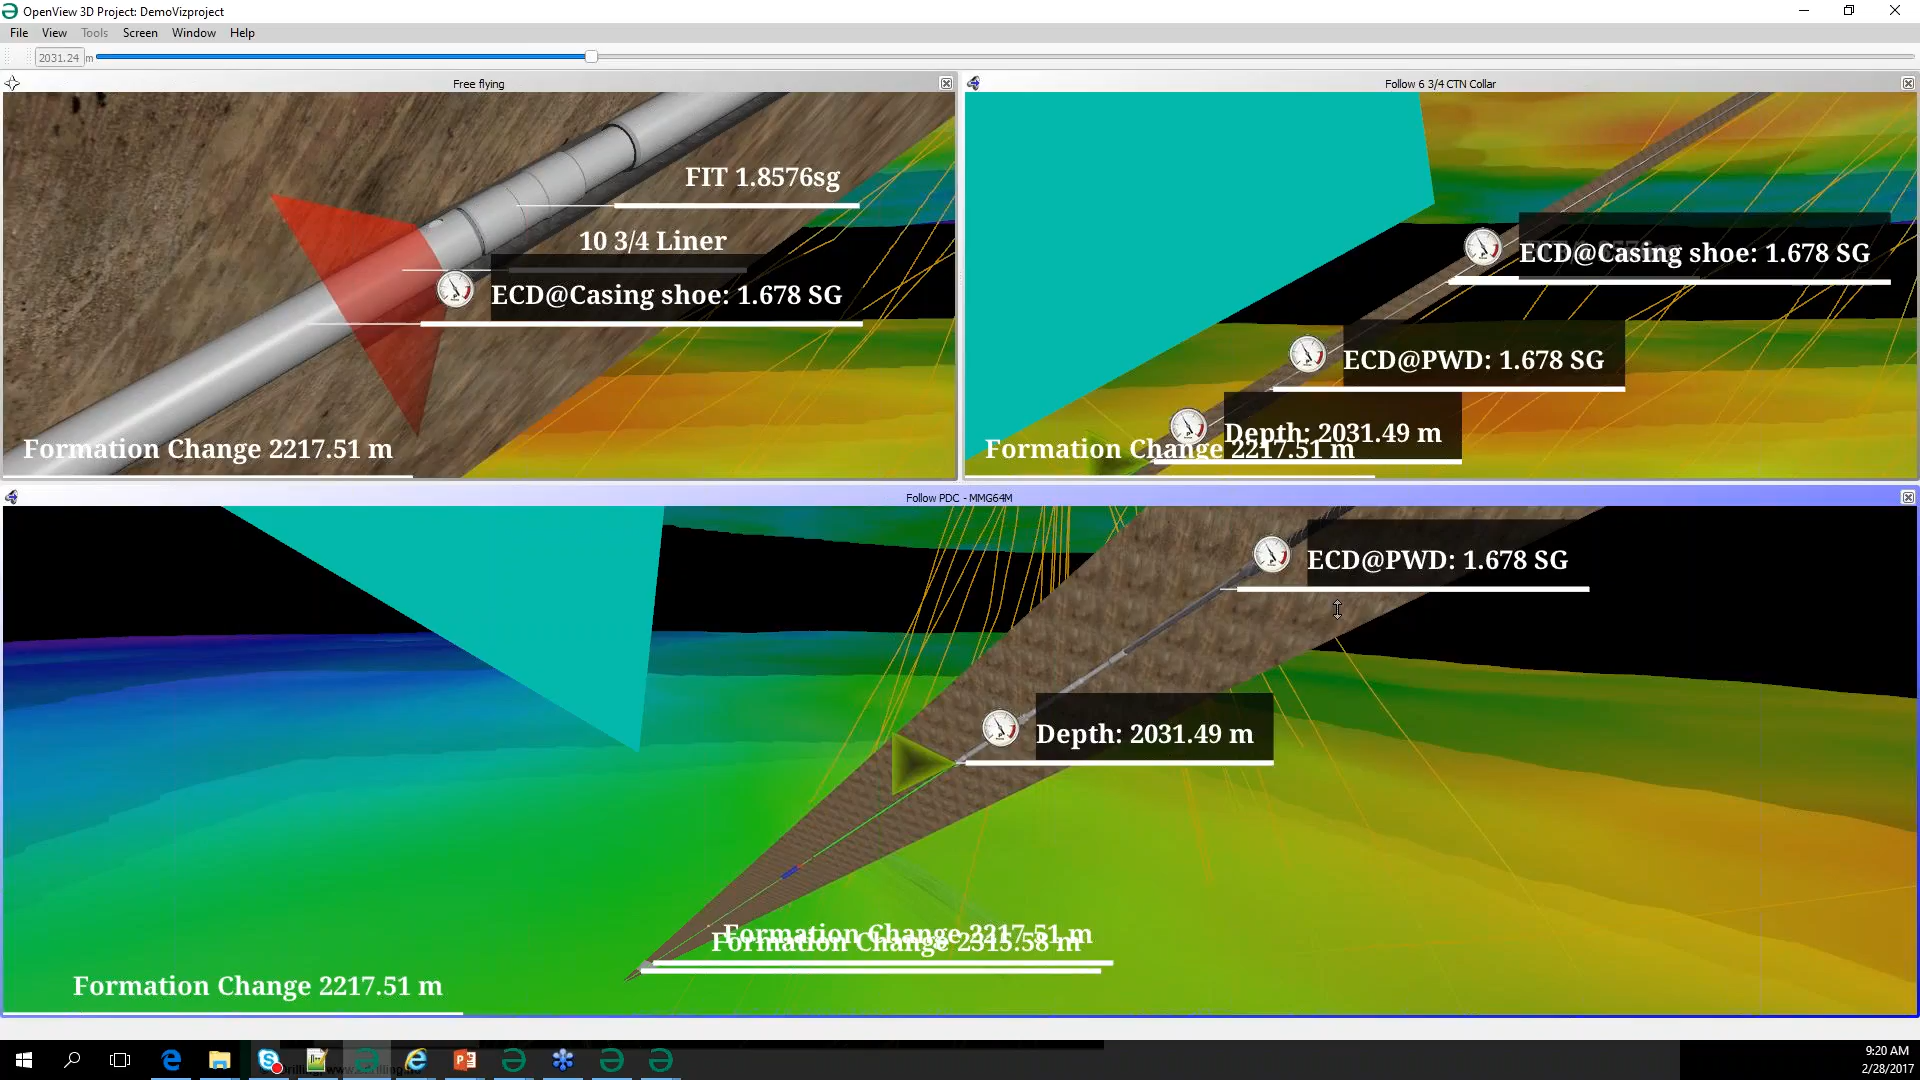 OpenView 3D Project: DemoVizproject
File View Tools Screen Window Help
2031.24 m
Free flying
FIT 1.8576sg
10 3/4 Liner
ECD@Casing shoe: 1.678 SG
Formation Change 2217.51 m
Follow 6 3/4 CTN Collar
ECD@Casing shoe: 1.678 SG
ECD@PWD: 1.678 SG
Depth: 2031.49 m
Formation Change 2217.51 m
Follow PDC - MMG64M
ECD@PWD: 1.678 SG
Depth: 2031.49 m
Formation Change 2217.51 m
Formation Change 2315.58 m
Formation Change 2217.51 m
9:20 AM
2/28/2017